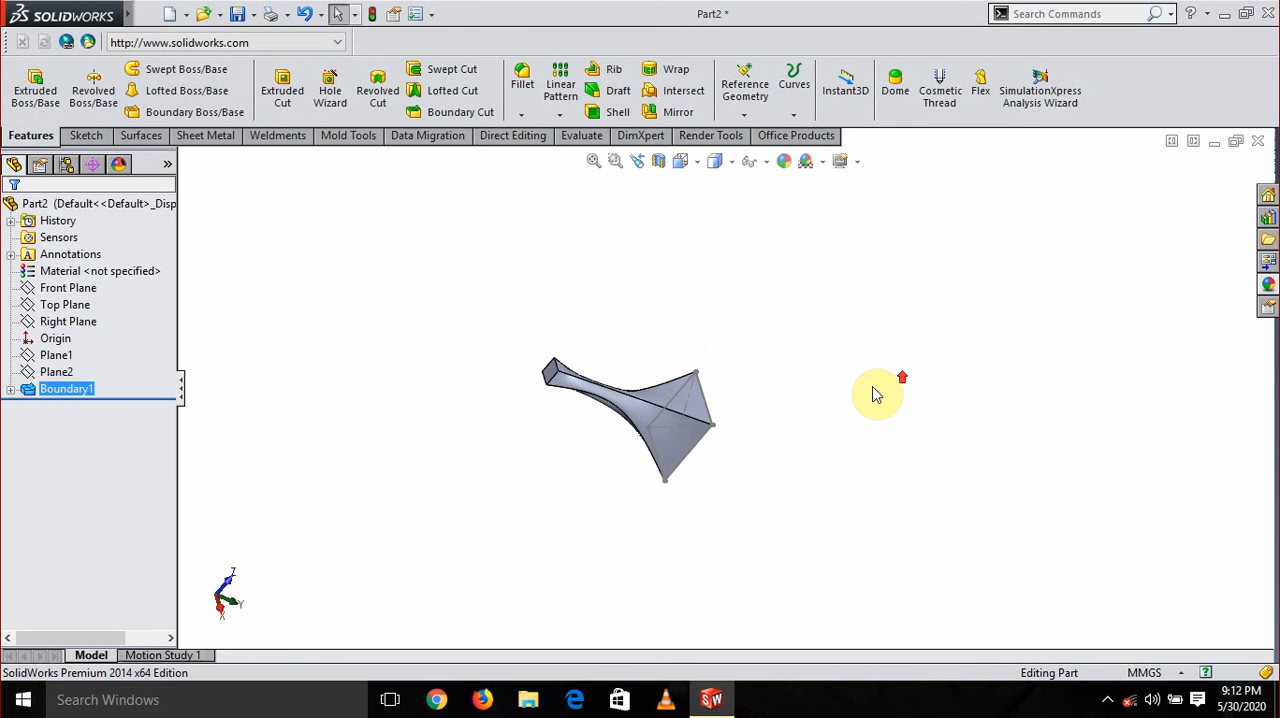 SOLIDWORKS
Part2 *
Search Commands
http://www.solidworks.com
Extruded Boss/Base
Revolved Boss/Base
Swept Boss/Base
Lofted Boss/Base
Boundary Boss/Base
Extruded Cut
Hole Wizard
Revolved Cut
Swept Cut
Lofted Cut
Boundary Cut
Fillet
Linear Pattern
Rib
Draft
Shell
Wrap
Intersect
Mirror
Reference Geometry
Curves
Instant3D
Dome
Cosmetic Thread
Flex
SimulationXpress Analysis Wizard
Features
Sketch
Surfaces
Sheet Metal
Weldments
Mold Tools
Data Migration
Direct Editing
Evaluate
DimXpert
Render Tools
Office Products
Part2 (Default<<Default>_Disp
History
Sensors
Annotations
Material <not specified>
Front Plane
Top Plane
Right Plane
Origin
Plane1
Plane2
Boundary1
Z
Y
X
Model
Motion Study 1
SolidWorks Premium 2014 x64 Edition
Editing Part
MMGS
Search Windows
9:12 PM
5/30/2020